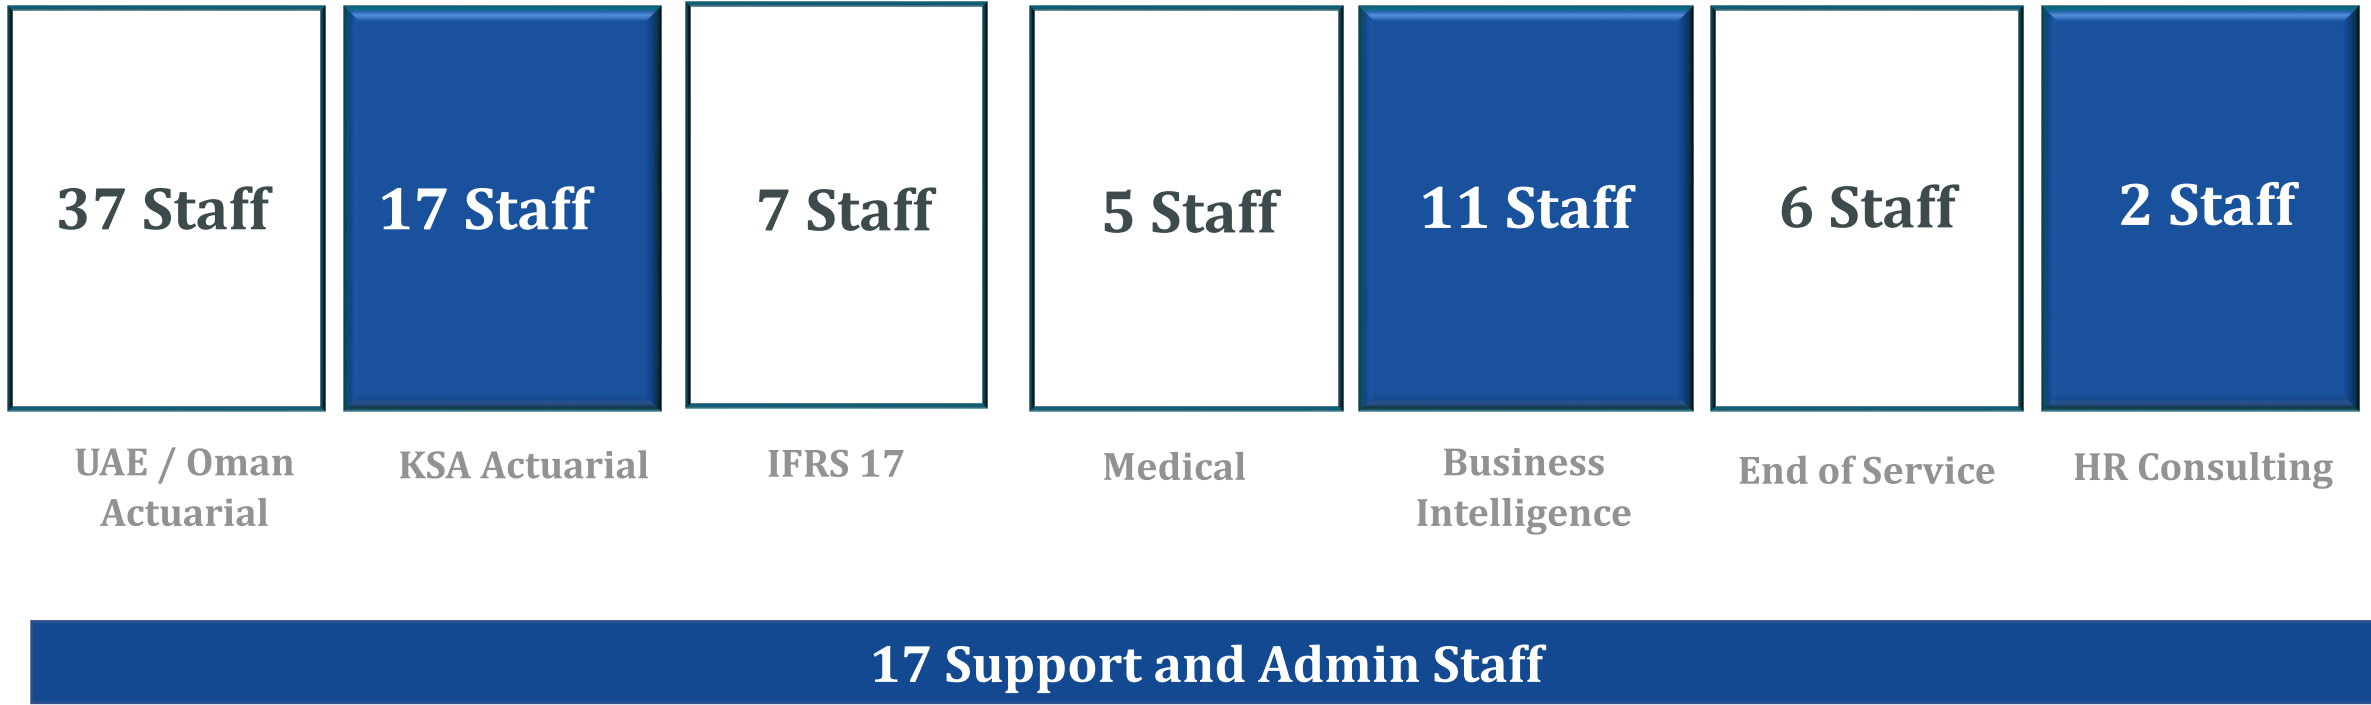 37 Staff
17 Staff
7 Staff
5 Staff
11 Staff
6 Staff
2 Staff
UAE / Oman
Actuarial
KSA Actuarial
IFRS 17
Medical
Business
Intelligence
End of Service
HR Consulting
17 Support and Admin Staff